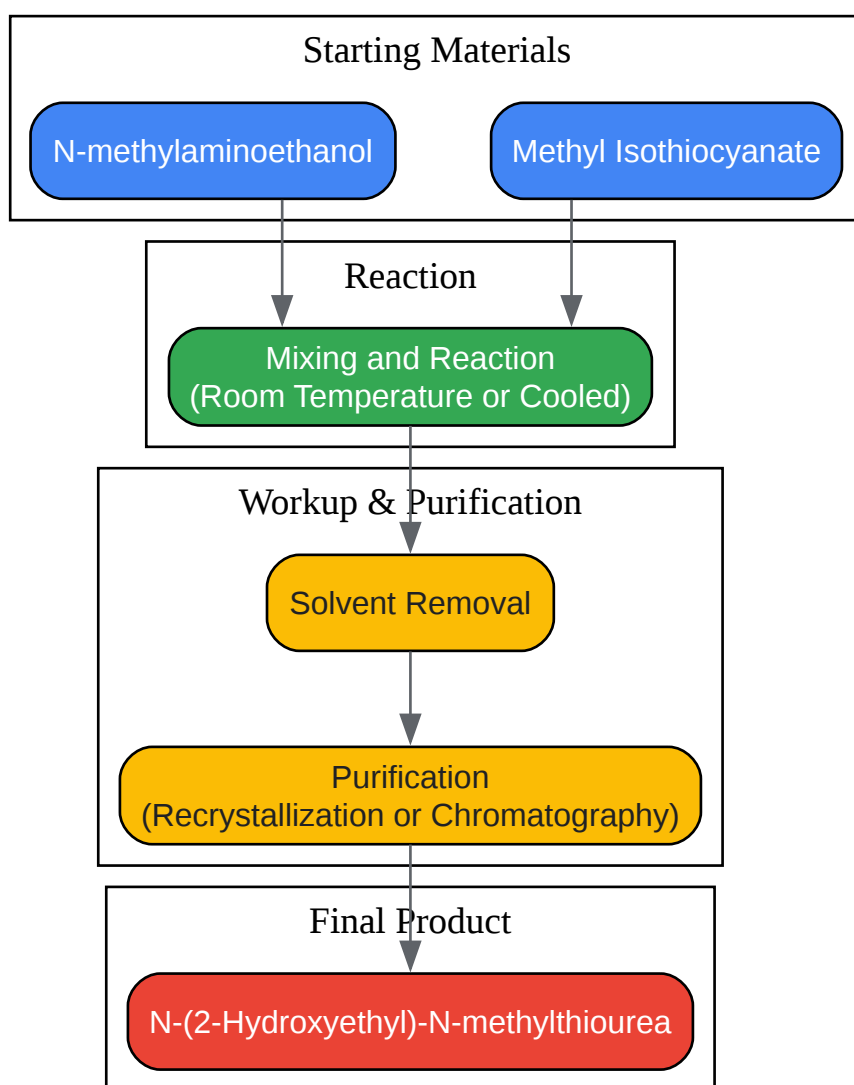 Starting Materials
N-methylaminoethanol
Methyl Isothiocyanate
Reaction
Mixing and Reaction
(Room Temperature or Cooled)
Workup & Purification
Solvent Removal
Purification
(Recrystallization or Chromatography)
Final Product
N-(2-Hydroxyethyl)-N-methylthiourea